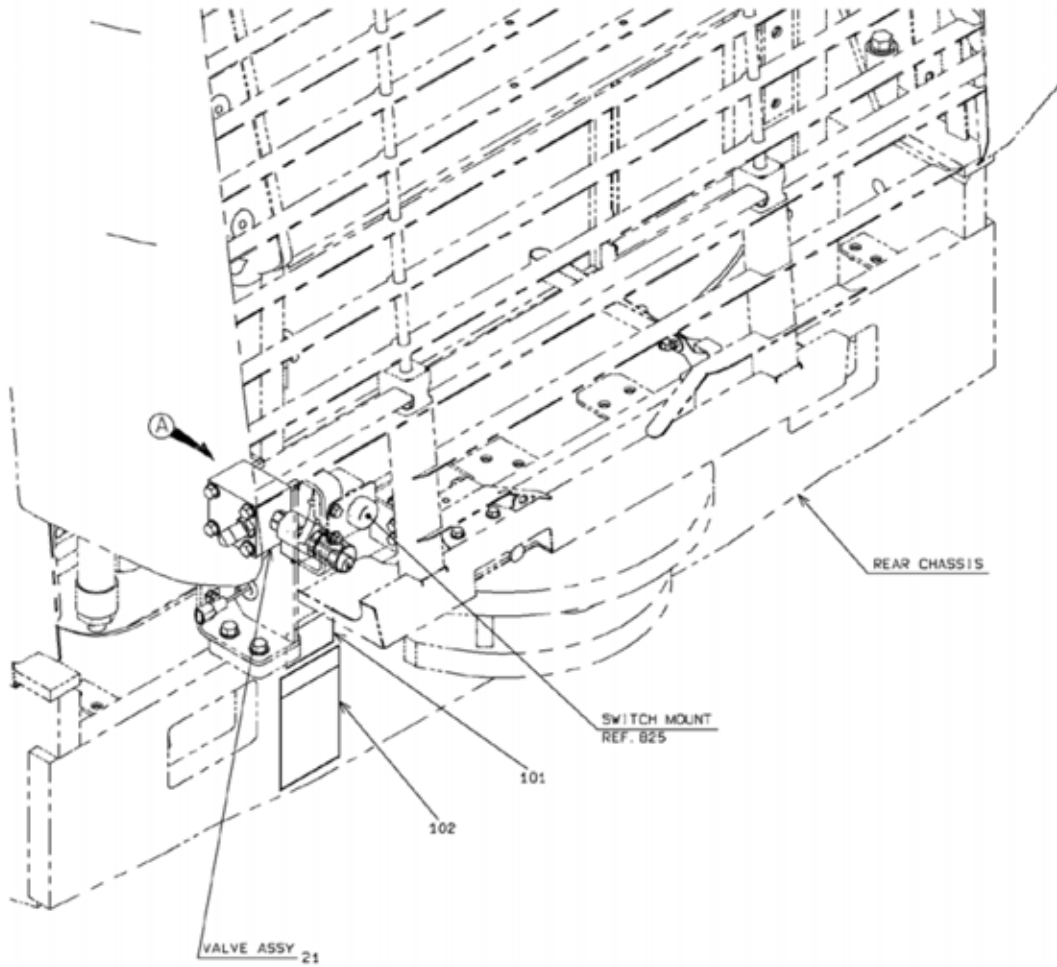 A
REAR CHASSIS
SWITCH MOUNT
REF. 825
101
102
VALVE ASSY 21